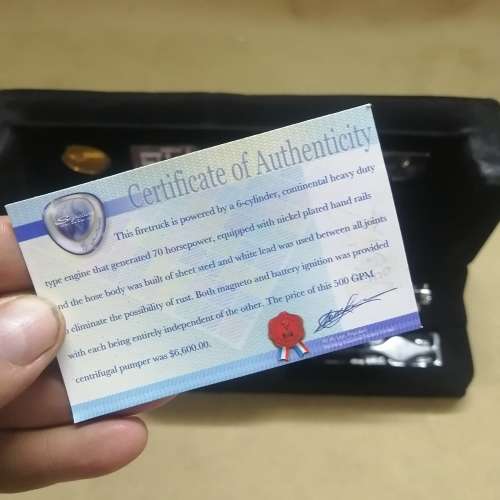 Certificate of Authenticity
This firetruck is powered by a 6-cylinder, continental heavy duty
type engine that generated 70 horsepower, equipped with nickel plated hand rails
and the hose body was built of sheet steel and white lead was used between all joints
to eliminate the possibility of rust. Both magneto and battery ignition was provided
with each being entirely independent of the other. The price of this 500 GPM
centrifugal pumper was $6,600.00.